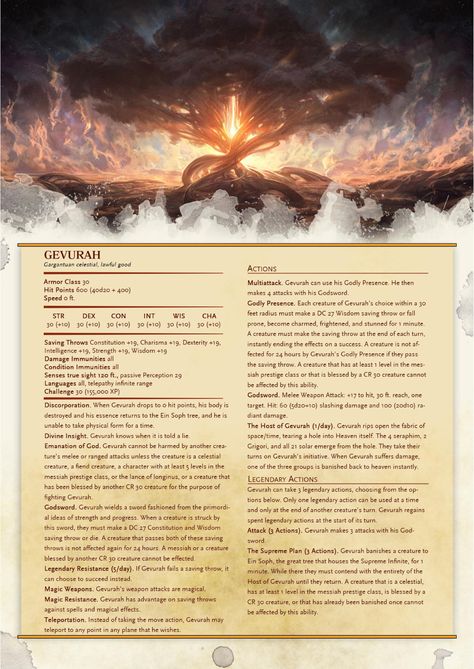 GEVURAH
Gargantuan celestial, lawful good
Armor Class 30
Hit Points 600 (40d20 + 400)
Speed 0 ft.
STR DEX CON INT WIS CHA
30 (+10) 30 (+10) 30 (+10) 30 (+10) 30 (+10) 30 (+10)
Saving Throws Constitution +19, Charisma +19, Dexterity +19,
Intelligence +19, Strength +19, Wisdom +19
Damage Immunities all
Condition Immunities all
Senses true sight 120 ft., passive Perception 29
Languages all, telepathy infinite range
Challenge 30 (155,000 XP)
Discorporation. When Gevurah drops to 0 hit points, his body is
destroyed and his essence returns to the Ein Soph tree, and he is
unable to take physical form for a time.
Divine Insight. Gevurah knows when it is told a lie.
Emanation of God. Gevurah cannot be harmed by another crea-
ture's melee or ranged attacks unless the creature is a celestial
creature, a fiend creature, a character with at least 5 levels in the
messiah prestige class, or the lance of longinus, or a creature that
has been blessed by another CR 30 creature for the purpose of
fighting Gevurah.
Godsword. Gevurah wields a sword fashioned from the primordi-
al ideas of strength and progress. When a creature is struck by
this sword, they must make a DC 27 Constitution and Wisdom
saving throw or die. A creature that passes both of these saving
throws is not affected again for 24 hours. A messiah or a creature
blessed by another CR 30 creature cannot be effected.
Legendary Resistance (5/day). If Gevurah fails a saving throw, it
can choose to succeed instead.
Magic Weapons. Gevurah's weapon attacks are magical.
Magic Resistance. Gevurah has advantage on saving throws
against spells and magical effects.
Teleportation. Instead of taking the move action, Gevurah may
teleport to any point in any plane that he wishes.
ACTIONS
Multiattack. Gevurah can use his Godly Presence. He then
makes 4 attacks with his Godsword.
Godly Presence. Each creature of Gevurah's choice within a 30
feet radius must make a DC 27 Wisdom saving throw or fall
prone, become charmed, frightened, and stunned for 1 minute.
A creature must make the saving throw at the end of each turn,
instantly ending the effects on a success. A creature is not af-
fected for 24 hours by Gevurah's Godly Presence if they pass
the saving throw. A creature that has at least 1 level in the mes-
siah prestige class or that is blessed by a CR 30 creature cannot
be affected by this ability.
Godsword. Melee Weapon Attack: +17 to hit, 30 ft. reach, one
target. Hit: 60 (5d20+10) slashing damage and 100 (20d10) ra-
diant damage.
The Host of Gevurah (1/day). Gevurah rips open the fabric of
space/time, tearing a hole into Heaven itself. The 4 seraphim, 2
Grigori, and all 21 solar emerge from the hole. They take their
turns on Gevurah's initiative. When Gevurah suffers damage,
one of the three groups is banished back to heaven instantly.
LEGENDARY ACTIONS
Gevurah can take 3 legendary actions, choosing from the op-
tions below. Only one legendary action can be used at a time
and only at the end of another creature's turn. Gevurah regains
spent legendary actions at the start of its turn.
Attack (3 Actions). Gevurah makes 3 attacks with his God-
sword.
The Supreme Plan (3 Actions). Gevurah banishes a creature to
Ein Soph, the great tree that houses the Supreme Infinite, for 1
minute. While there they must contend with the entirety of the
Host of Gevurah until they return. A creature that is a celestial,
has at least 1 level in the messiah prestige class, is blessed by a
CR 30 creature, or that has already been banished once cannot
be affected by this ability.